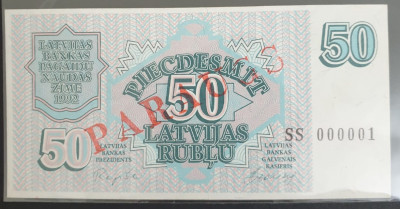 LATVIJAS
BANKAS
PAGAIDU
NAUDAS
ZĪME
1992
50
PIECDESMIT
50
LATVIJAS
RUBĻU
PARAUGS
SS 000001
50
LATVIJAS
BANKAS
PREZIDENTS
LATVIJAS
BANKAS
GALVENAIS
KASIERIS